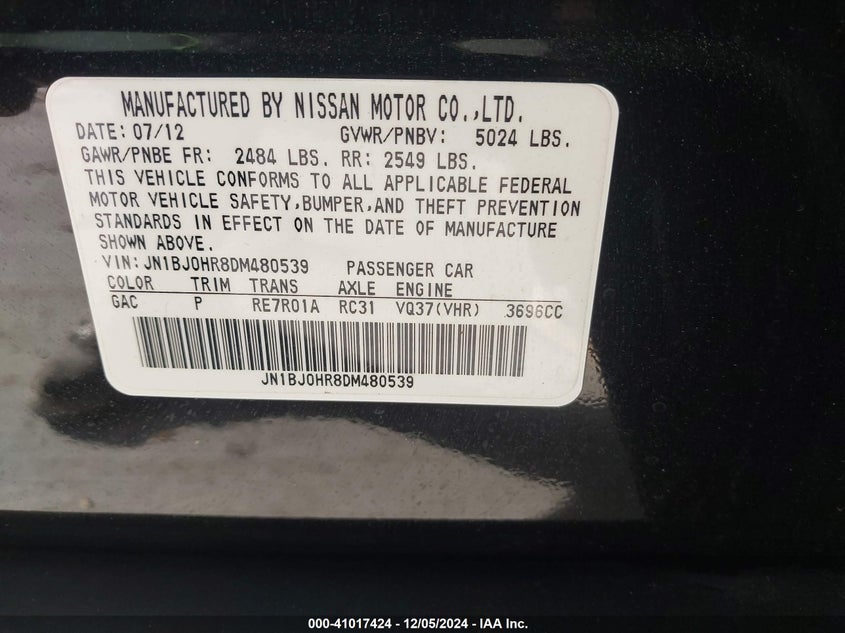 MANUFACTURED BY NISSAN MOTOR CO.,LTD.
DATE: 07/12 GVWR/PNBV: 5024 LBS.
GAWR/PNBE FR: 2484 LBS. RR: 2549 LBS.
THIS VEHICLE CONFORMS TO ALL APPLICABLE FEDERAL
MOTOR VEHICLE SAFETY,BUMPER,AND THEFT PREVENTION
STANDARDS IN EFFECT ON THE DATE OF MANUFACTURE
SHOWN ABOVE.
VIN: JN1BJ0HR8DM480539 PASSENGER CAR
COLOR TRIM TRANS AXLE ENGINE
GAC P RE7R01A RC31 VQ37(VHR) 3696CC
JN1BJ0HR8DM480539
000-41017424 - 12/05/2024 - IAA Inc.